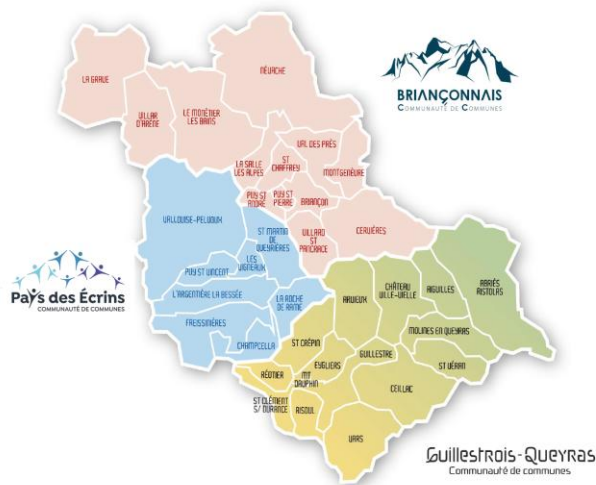 LA GRAVE
NÉVACHE
VILLAR
D'ARÈNE
LE MONÊTIER
LES BAINS
BRIANÇONNAIS
COMMUNAUTÉ DE COMMUNES
VAL DES PRÈS
LA SALLE
LES ALPES
ST
CHAFFREY
MONTGENÈVRE
PUY ST
ANDRÉ
PUY ST
PIERRE
BRIANÇON
VILLARD
ST
PANCRACE
CERVIÈRES
VALLOUISE-PELVOUX
ST MARTIN
DE
QUEYRIÈRES
LES
VIGNEAUX
PUY ST VINCENT
L'ARGENTIÈRE LA BESSÉE
LA ROCHE
DE RAME
FREISSINIÈRES
CHAMPCELLA
Pays des Écrins
COMMUNAUTÉ DE COMMUNES
ARVIEUX
CHÂTEAU
VILLE-VIELLE
AIGUILLES
ABRIÈS
RISTOLAS
MOLINES EN QUEYRAS
ST CRÉPIN
EYGLIERS
GUILLESTRE
ST VÉRAN
RÉOTIER
MT
DAUPHIN
CEILLAC
ST CLÉMENT
S/ DURANCE
RISOUL
VARS
Guillestrois-Queyras
Communauté de communes